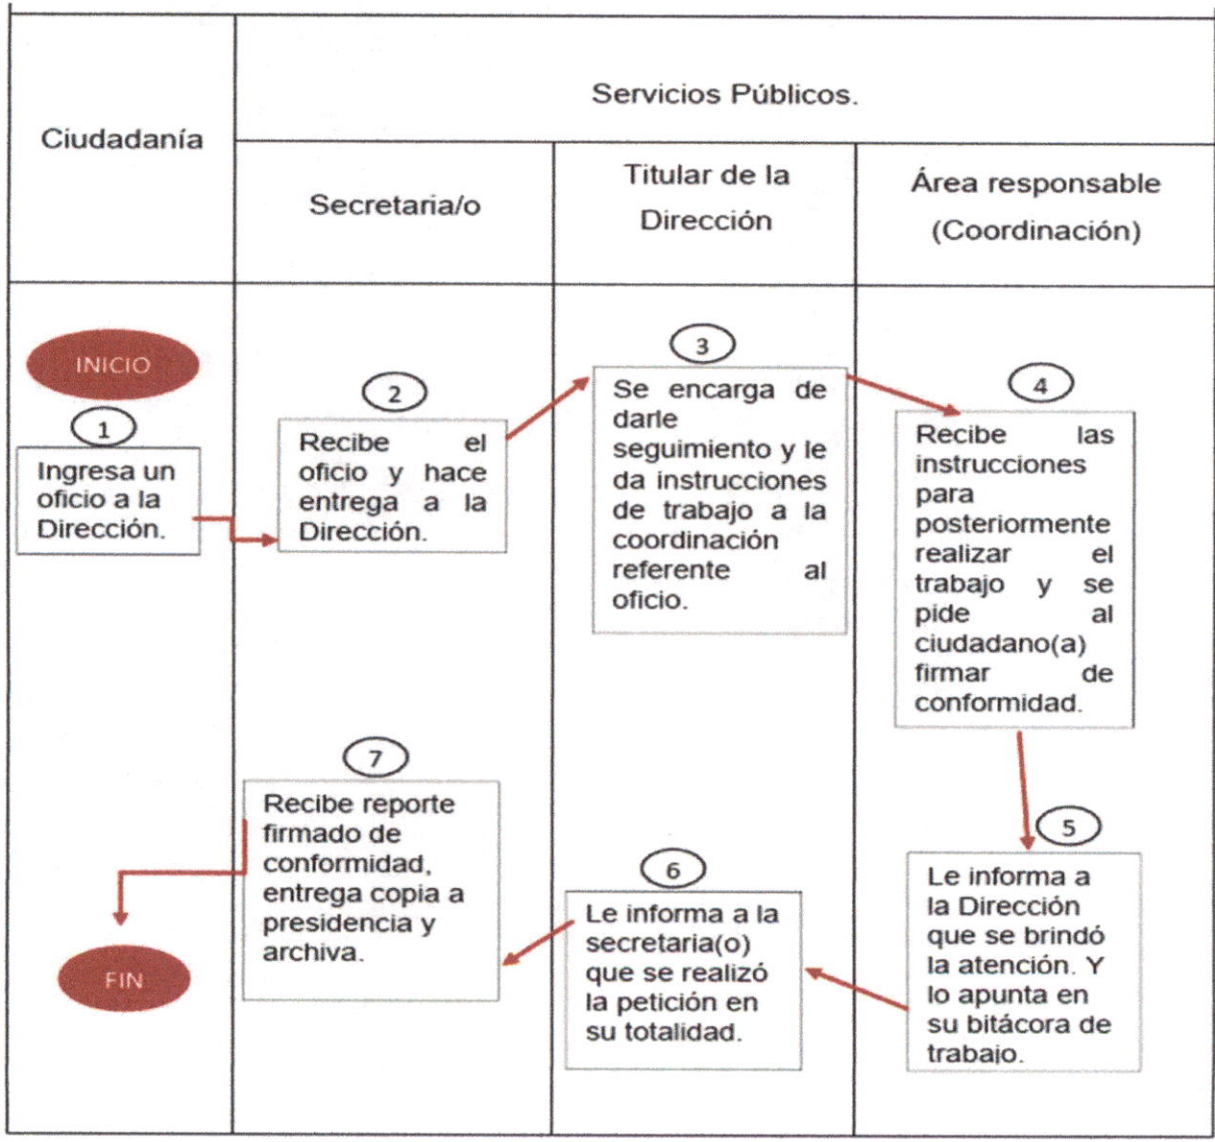 Ciudadanía
Servicios Públicos.
Secretaria/o
Titular de la
Dirección
Área responsable
(Coordinación)
INICIO
1
Ingresa un
oficio a la
Dirección.
2
Recibe el
oficio y hace
entrega a la
Dirección.
3
Se encarga de
darle
seguimiento y le
da instrucciones
de trabajo a la
coordinación
referente al
oficio.
4
Recibe las
instrucciones
para
posteriormente
realizar el
trabajo y se
pide al
ciudadano(a)
firmar de
conformidad.
5
Le informa a
la Dirección
que se brindó
la atención. Y
lo apunta en
su bitácora de
trabajo.
6
Le informa a la
secretaria(o)
que se realizó
la petición en
su totalidad.
7
Recibe reporte
firmado de
conformidad,
entrega copia a
presidencia y
archiva.
FIN